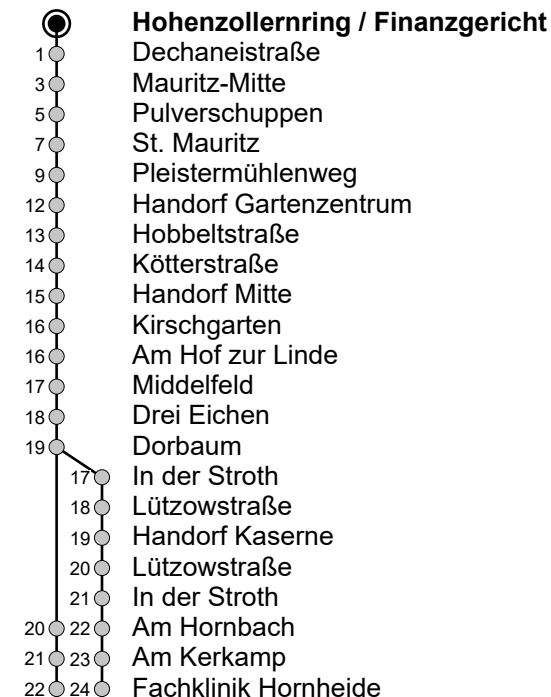 Hohenzollernring / Finanzgericht
1 Dechaneistraße
3 Mauritz-Mitte
5 Pulverschuppen
7 St. Mauritz
9 Pleistermühlenweg
12 Handorf Gartenzentrum
13 Hobbeltstraße
14 Kötterstraße
15 Handorf Mitte
16 Kirschgarten
16 Am Hof zur Linde
17 Middelfeld
18 Drei Eichen
19 Dorbaum
17 In der Stroth
18 Lützowstraße
19 Handorf Kaserne
20 Lützowstraße
21 In der Stroth
20 22 Am Hornbach
21 23 Am Kerkamp
22 24 Fachklinik Hornheide